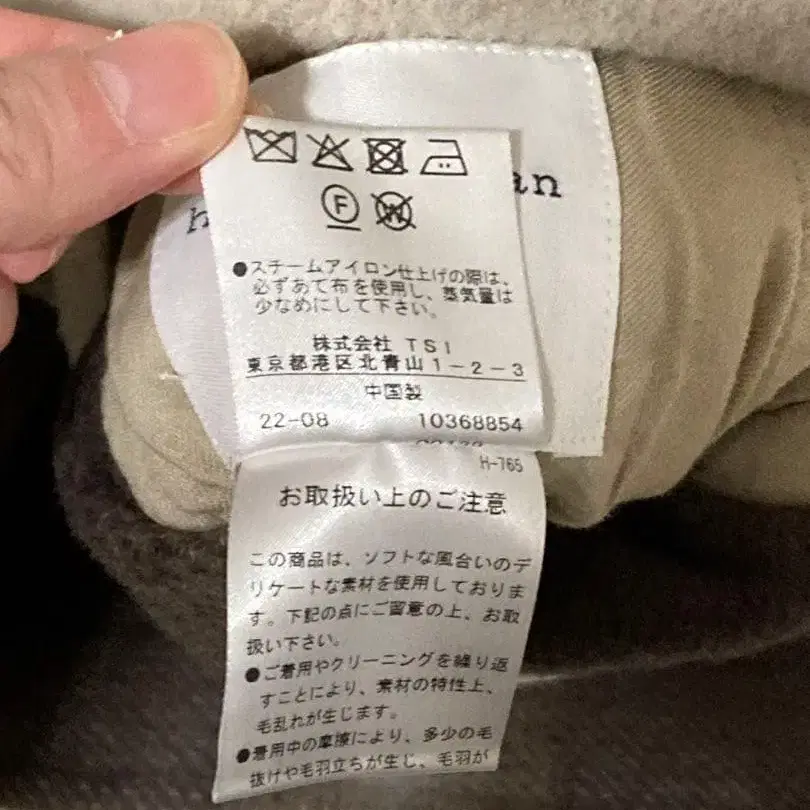 F
W
an
h
●スチームアイロン仕上げの際は、
必ずあて布を使用し、蒸気量は
少なめにして下さい。
株式会社 TSI
東京都港区北青山1-2-3
中国製
22-08 10368854
H-765
お取扱い上のご注意
この商品は、ソフトな風合いのデ
リケートな素材を使用しておりま
す。下記の点にご留意の上、お取
扱い下さい。
●ご着用やクリーニングを繰り返
すことにより、素材の特性上、
毛乱れが生じます。
●着用中の摩擦により、多少の毛
抜けや毛羽立ちが生じ、毛羽が